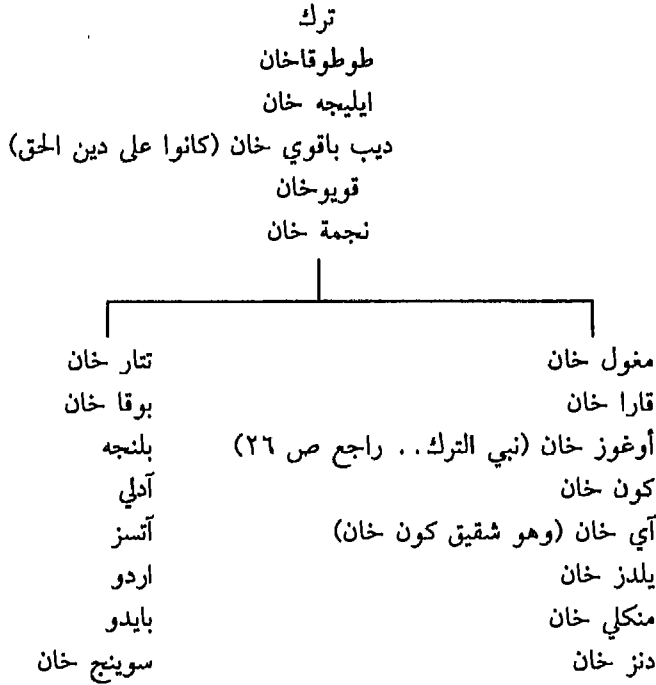 ترك
طوطوقاخان
ايليجه خان
ديب باقوي خان (كانوا على دين الحق)
قويوخان
نجمة خان
مغول خان
قارا خان
أوغوز خان (نبي الترك.. راجع ص ٢٦)
كون خان
آي خان (وهو شقيق كون خان)
يلدز خان
منكلي خان
دنز خان
تتار خان
بوقا خان
بلنجه
آدلي
آتسز
اردو
بايدو
سوينج خان